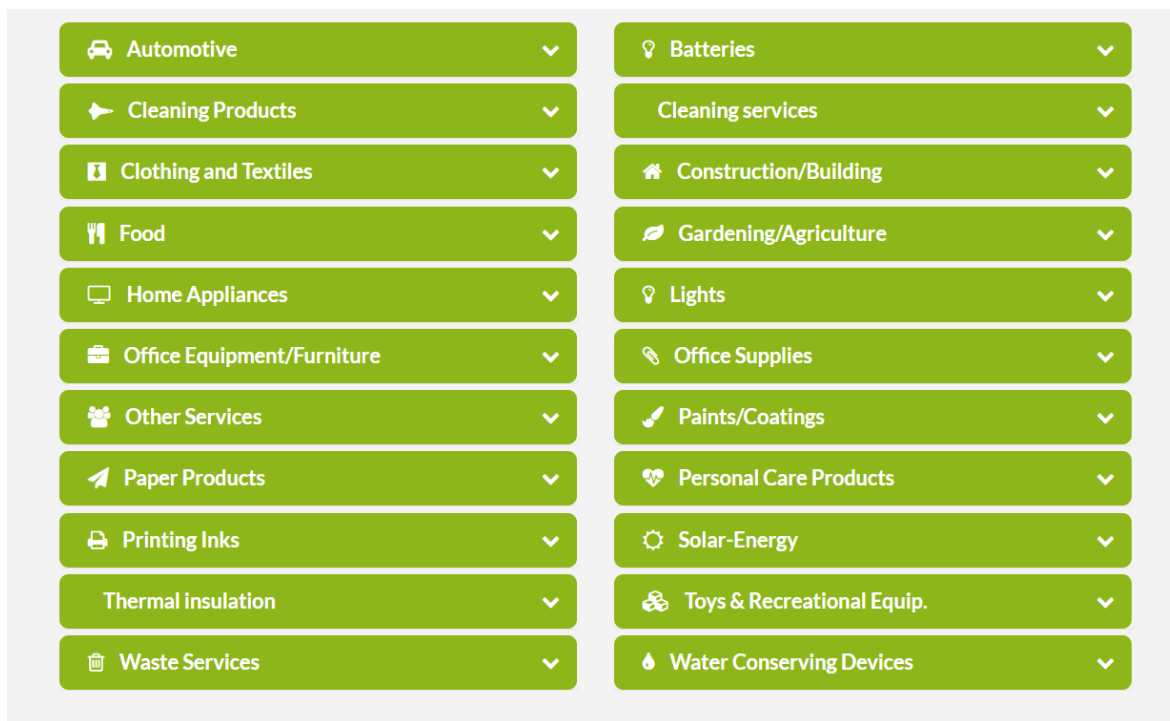 Automotive
Batteries
Cleaning Products
Cleaning services
Clothing and Textiles
Construction/Building
Food
Gardening/Agriculture
Home Appliances
Lights
Office Equipment/Furniture
Office Supplies
Other Services
Paints/Coatings
Paper Products
Personal Care Products
Printing Inks
Solar-Energy
Thermal insulation
Toys & Recreational Equip.
Waste Services
Water Conserving Devices